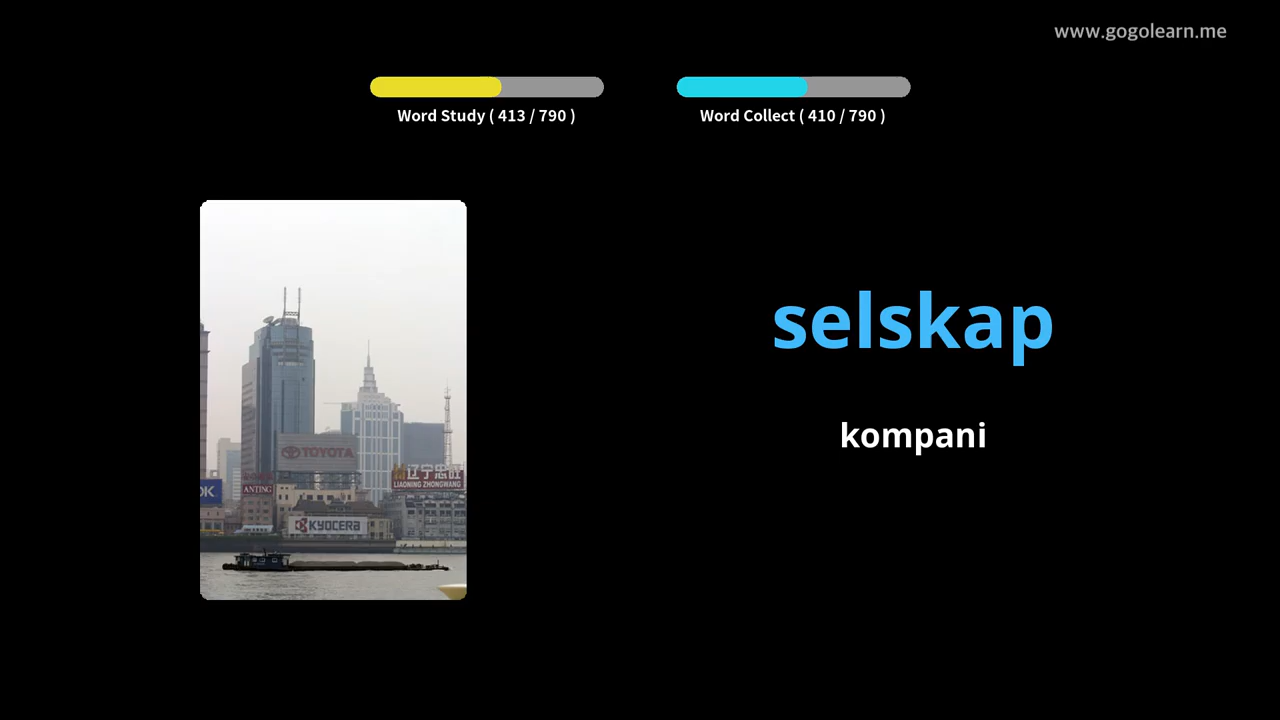 www.gogolearn.me
Word Study ( 413 / 790 )
Word Collect ( 410 / 790 )
selskap
kompani
TOYOTA
辽宁忠旺
LIAONING ZHONGWANG
OK
ANTING
KYOCERA